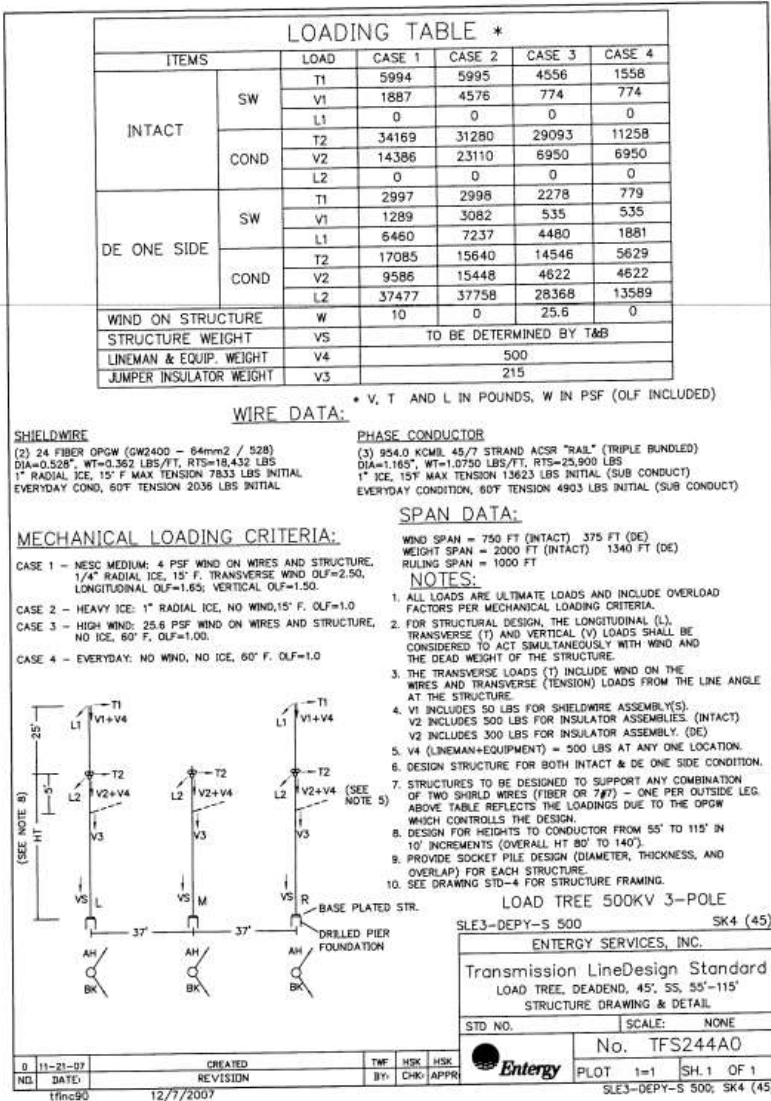 LOADING TABLE *
ITEMS LOAD CASE 1 CASE 2 CASE 3 CASE 4
INTACT SW T1 5994 5995 4556 1558
V1 1887 4576 774 774
L1 0 0 0 0
COND T2 34169 31280 29093 11258
V2 14386 23110 6950 6950
L2 0 0 0 0
DE ONE SIDE SW T1 2997 2998 2278 779
V1 1289 3082 535 535
L1 6460 7237 4480 1881
COND T2 17085 15640 14546 5629
V2 9586 15448 4622 4622
L2 37477 37758 28368 13589
WIND ON STRUCTURE W 10 0 25.6 0
STRUCTURE WEIGHT VS TO BE DETERMINED BY T&B
LINEMAN & EQUIP. WEIGHT V4 500
JUMPER INSULATOR WEIGHT V3 215
* V, T AND L IN POUNDS, W IN PSF (OLF INCLUDED)
WIRE DATA:
SHIELDWIRE
(2) 24 FIBER OPGW (GW2400 - 64mm2 / 528)
DIA=0.528", WT=0.362 LBS/FT, RTS=18,432 LBS
1" RADIAL ICE, 15° F MAX TENSION 7833 LBS INITIAL
EVERYDAY COND, 60°F TENSION 2036 LBS INITIAL
PHASE CONDUCTOR
(3) 954.0 KCMIL 45/7 STRAND ACSR "RAIL" (TRIPLE BUNDLED)
DIA=1.165", WT=1.0750 LBS/FT, RTS=25,900 LBS
1" ICE, 15°F MAX TENSION 13623 LBS INITIAL (SUB CONDUCT)
EVERYDAY CONDITION, 60°F TENSION 4903 LBS INITIAL (SUB CONDUCT)
MECHANICAL LOADING CRITERIA:
CASE 1 - NESC MEDIUM: 4 PSF WIND ON WIRES AND STRUCTURE,
1/4" RADIAL ICE, 15° F. TRANSVERSE WIND OLF=2.50,
LONGITUDINAL OLF=1.65; VERTICAL OLF=1.50.
CASE 2 - HEAVY ICE: 1" RADIAL ICE, NO WIND,15° F. OLF=1.0
CASE 3 - HIGH WIND: 25.6 PSF WIND ON WIRES AND STRUCTURE,
NO ICE, 60° F. OLF=1.00.
CASE 4 - EVERYDAY: NO WIND, NO ICE, 60° F. OLF=1.0
SPAN DATA:
WIND SPAN = 750 FT (INTACT) 375 FT (DE)
WEIGHT SPAN = 2000 FT (INTACT) 1340 FT (DE)
RULING SPAN = 1000 FT
NOTES:
1. ALL LOADS ARE ULTIMATE LOADS AND INCLUDE OVERLOAD
FACTORS PER MECHANICAL LOADING CRITERIA.
2. FOR STRUCTURAL DESIGN, THE LONGITUDINAL (L),
TRANSVERSE (T) AND VERTICAL (V) LOADS SHALL BE
CONSIDERED TO ACT SIMULTANEOUSLY WITH WIND AND
THE DEAD WEIGHT OF THE STRUCTURE.
3. THE TRANSVERSE LOADS (T) INCLUDE WIND ON THE
WIRES AND TRANSVERSE (TENSION) LOADS FROM THE LINE ANGLE
AT THE STRUCTURE.
4. V1 INCLUDES 50 LBS FOR SHIELDWIRE ASSEMBLY(S).
V2 INCLUDES 500 LBS FOR INSULATOR ASSEMBLIES. (INTACT)
V2 INCLUDES 300 LBS FOR INSULATOR ASSEMBLY. (DE)
5. V4 (LINEMAN+EQUIPMENT) = 500 LBS AT ANY ONE LOCATION.
6. DESIGN STRUCTURE FOR BOTH INTACT & DE ONE SIDE CONDITION.
7. STRUCTURES TO BE DESIGNED TO SUPPORT ANY COMBINATION
OF TWO SHIRLD WIRES (FIBER OR 7#7) - ONE PER OUTSIDE LEG.
ABOVE TABLE REFLECTS THE LOADINGS DUE TO THE OPGW
WHICH CONTROLLS THE DESIGN.
8. DESIGN FOR HEIGHTS TO CONDUCTOR FROM 55' TO 115' IN
10' INCREMENTS (OVERALL HT 80' TO 140').
9. PROVIDE SOCKET PILE DESIGN (DIAMETER, THICKNESS, AND
OVERLAP) FOR EACH STRUCTURE.
10. SEE DRAWING STD-4 FOR STRUCTURE FRAMING.
T1 T1
L1 V1+V4 L1 V1+V4
25'
T2 T2 T2
L2 V2+V4 L2 V2+V4 L2 V2+V4 (SEE
NOTE 5)
5'
V3 V3 V3
(SEE NOTE 8)
HT
VS L VS M VS R
BASE PLATED STR.
37' 37'
DRILLED PIER
FOUNDATION
AH AH AH
BK BK BK
LOAD TREE 500KV 3-POLE
SLE3-DEPY-S 500 SK4 (45)
ENTERGY SERVICES, INC.
Transmission LineDesign Standard
LOAD TREE, DEADEND, 45°, SS, 55'-115'
STRUCTURE DRAWING & DETAIL
STD NO. SCALE: NONE
Entergy
No. TFS244A0
PLOT 1=1 SH. 1 OF 1
0 11-21-07 CREATED TWF HSK HSK
NO. DATE: REVISION BY: CHK: APPR:
tfinc90 12/7/2007
SLE3-DEPY-S 500; SK4 (45)